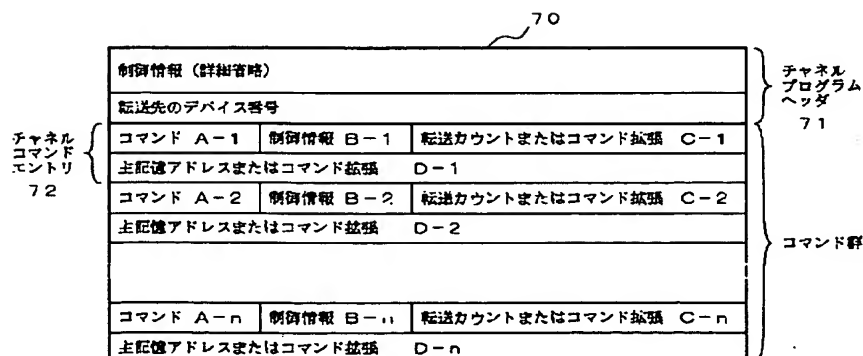 70
制御情報（詳細省略）
転送先のデバイス番号
チャネル
プログラム
ヘッダ
71
チャネル
コマンド
エントリ
72
コマンド A-1 制御情報 B-1 転送カウントまたはコマンド拡張 C-1
主記憶アドレスまたはコマンド拡張 D-1
コマンド A-2 制御情報 B-2 転送カウントまたはコマンド拡張 C-2
主記憶アドレスまたはコマンド拡張 D-2
コマンド群
コマンド A-n 制御情報 B-n 転送カウントまたはコマンド拡張 C-n
主記憶アドレスまたはコマンド拡張 D-n